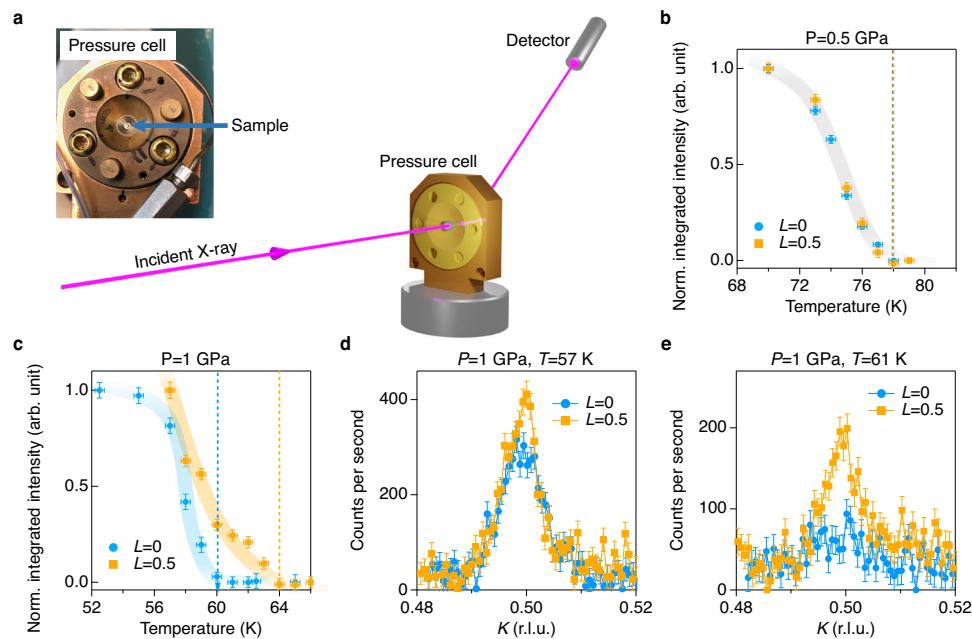 a
Pressure cell
Sample
Detector
Pressure cell
Incident X-ray
b
P=0.5 GPa
Norm. integrated intensity (arb. unit)
1.0
0.5
0.0
L=0
L=0.5
68
72
76
80
Temperature (K)
c
P=1 GPa
Norm. integrated intensity (arb. unit)
1.0
0.5
0.0
L=0
L=0.5
52
56
60
64
Temperature (K)
d
P=1 GPa, T=57 K
Counts per second
400
200
0
L=0
L=0.5
0.48
0.50
0.52
K (r.l.u.)
e
P=1 GPa, T=61 K
Counts per second
200
100
0
L=0
L=0.5
0.48
0.50
0.52
K (r.l.u.)